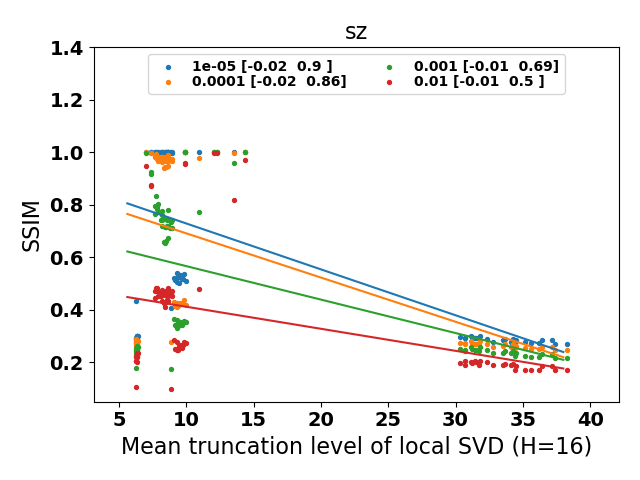 sz
1e-05 [-0.02  0.9 ]
0.0001 [-0.02  0.86]
0.001 [-0.01  0.69]
0.01 [-0.01  0.5 ]
SSIM
1.4
1.2
1.0
0.8
0.6
0.4
0.2
5 10 15 20 25 30 35 40
Mean truncation level of local SVD (H=16)